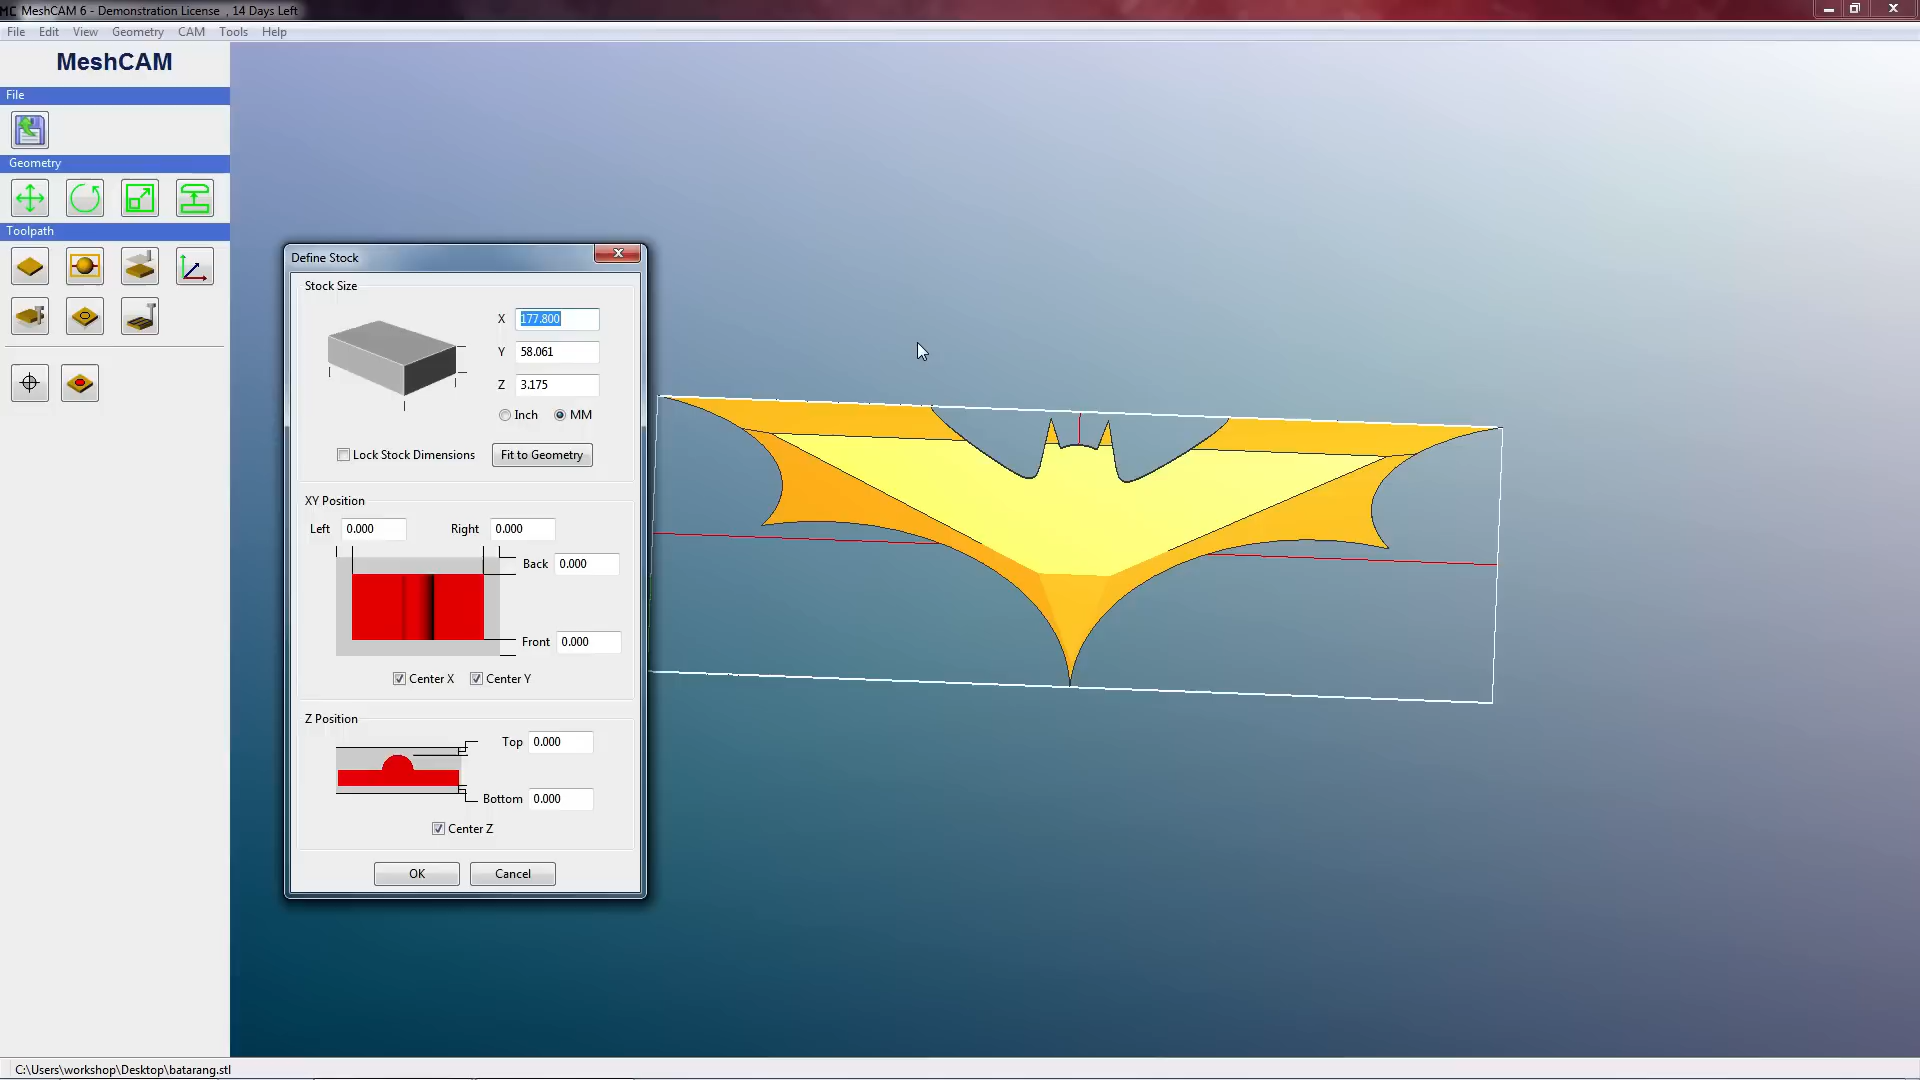 MC MeshCAM 6 - Demonstration License , 14 Days Left
File Edit View Geometry CAM Tools Help
MeshCAM
File
Geometry
Toolpath
Define Stock
Stock Size
X 177.800
Y 58.061
Z 3.175
Inch MM
Lock Stock Dimensions Fit to Geometry
XY Position
Left 0.000 Right 0.000
Back 0.000
Front 0.000
Center X Center Y
Z Position
Top 0.000
Bottom 0.000
Center Z
OK Cancel
C:\Users\workshop\Desktop\batarang.stl